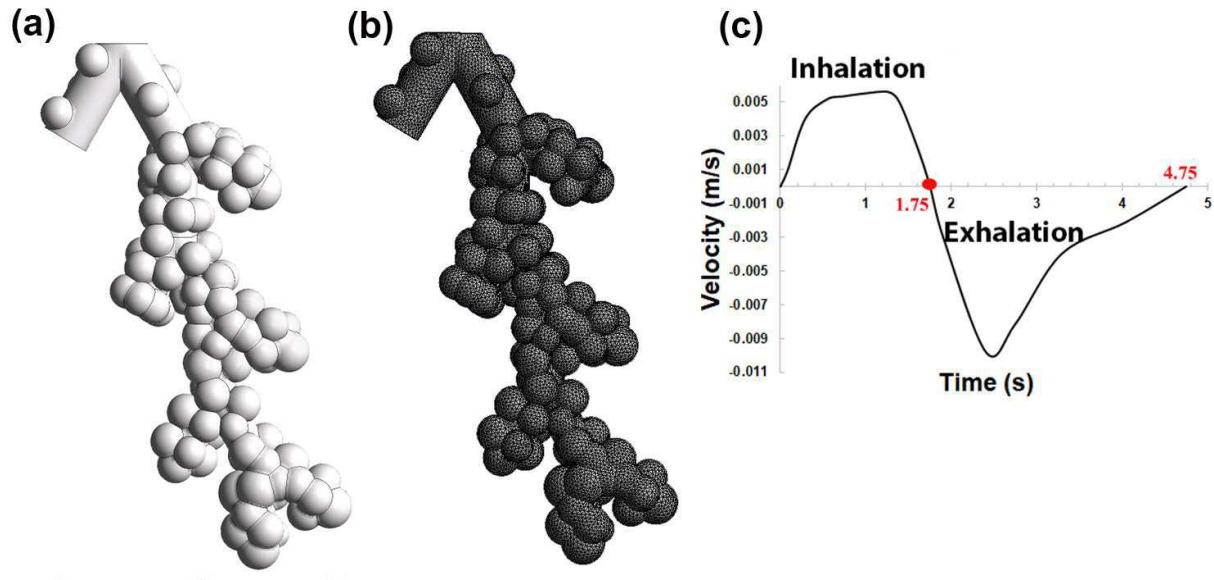 (a)
(b)
(c)
Inhalation
0.005
0.003
0.001
-0.001
-0.003
-0.005
-0.007
-0.009
-0.011
Velocity (m/s)
0 1 2 3 4 5
1.75
4.75
Exhalation
Time (s)